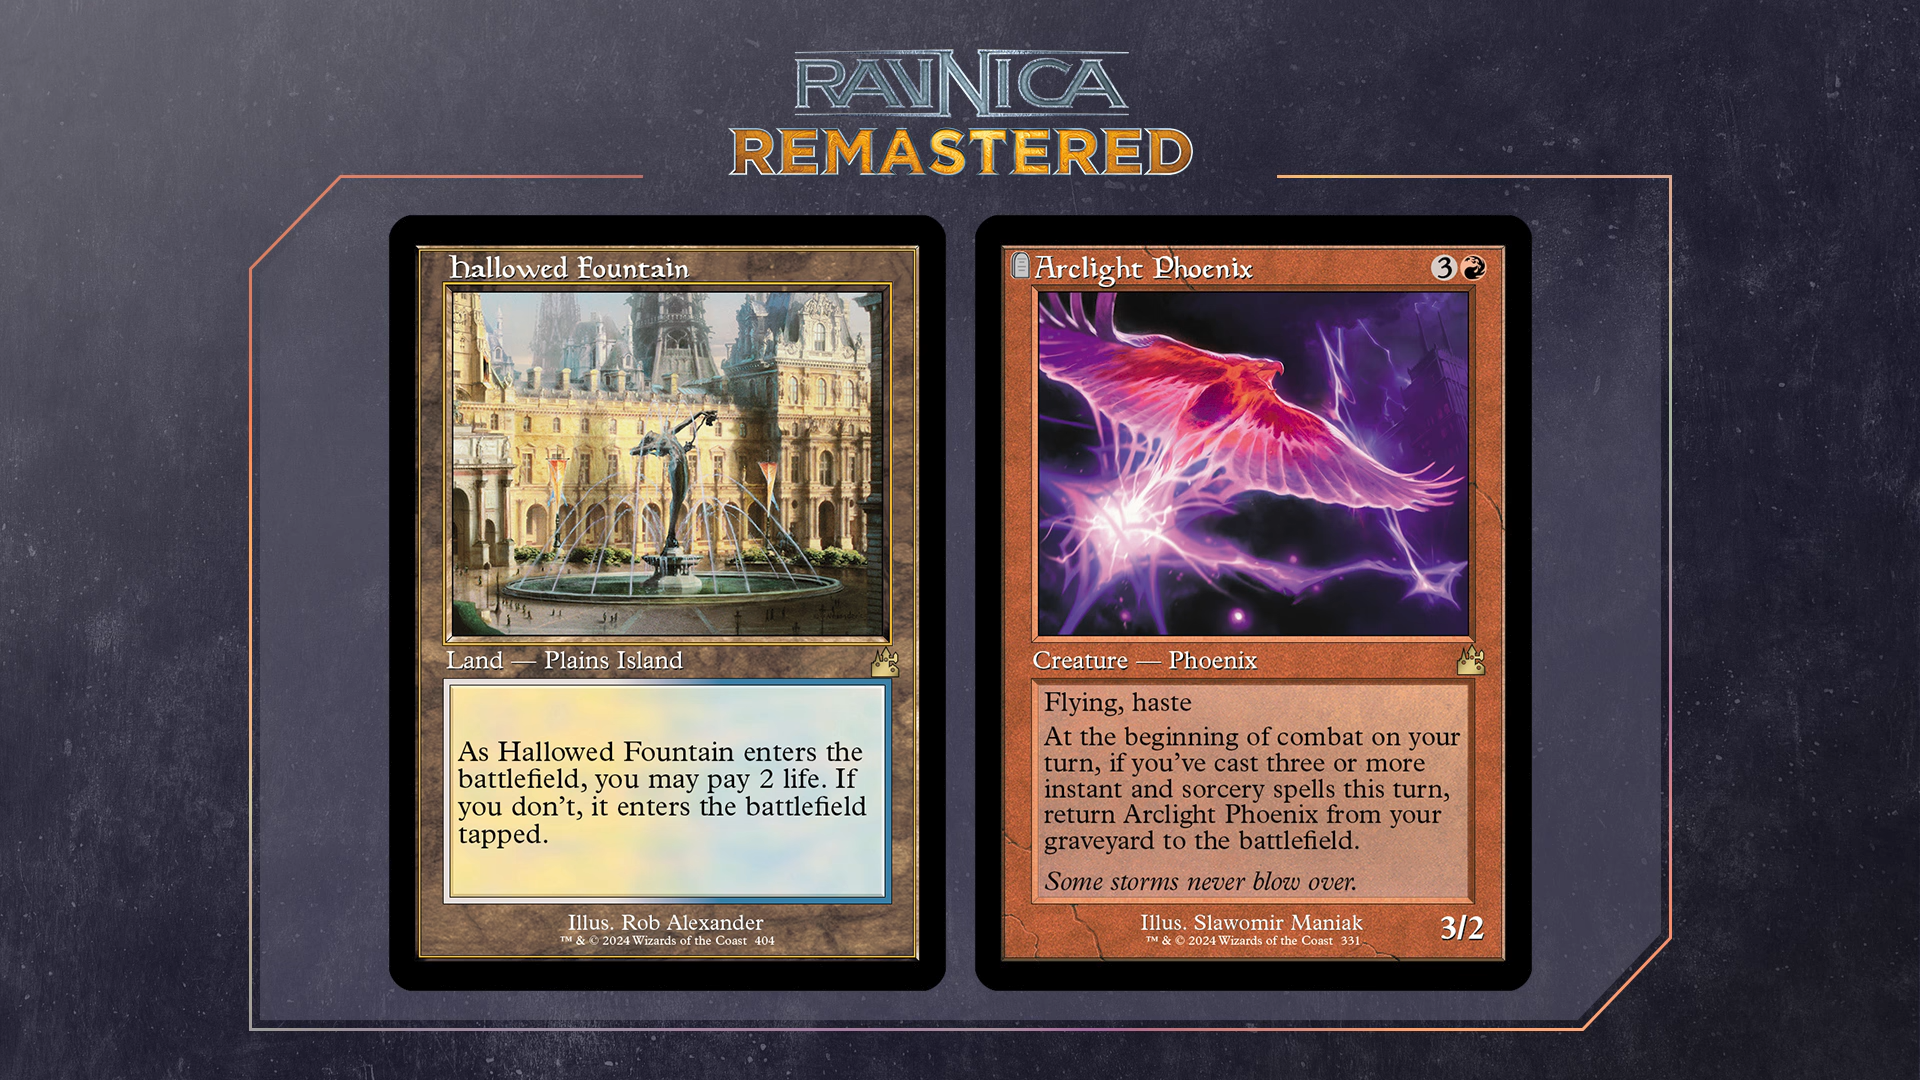 RAVNICA
REMASTERED
Hallowed Fountain
Land — Plains Island
As Hallowed Fountain enters the
battlefield, you may pay 2 life. If
you don't, it enters the battlefield
tapped.
Illus. Rob Alexander
™ & © 2024 Wizards of the Coast 404
Arclight Phoenix
3
Creature — Phoenix
Flying, haste
At the beginning of combat on your
turn, if you've cast three or more
instant and sorcery spells this turn,
return Arclight Phoenix from your
graveyard to the battlefield.
Some storms never blow over.
Illus. Slawomir Maniak
™ & © 2024 Wizards of the Coast 331
3/2